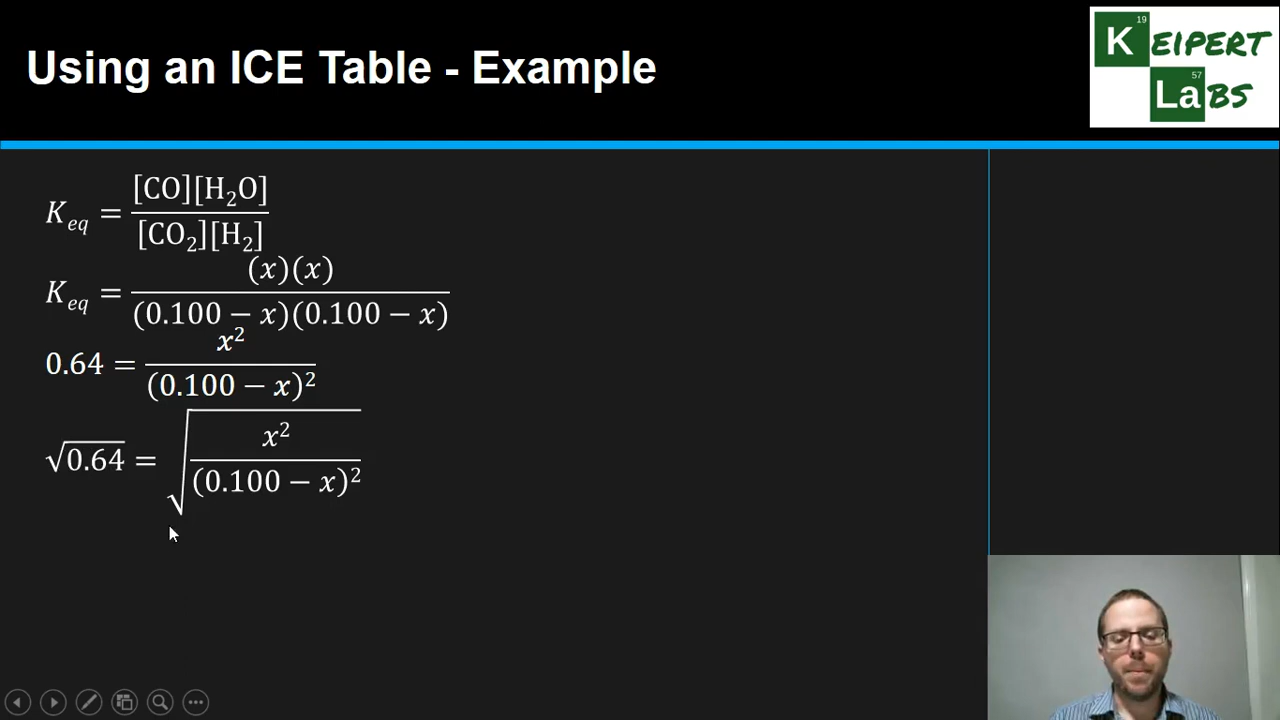 Using an ICE Table - Example
19
K EIPERT
57
La BS
K_eq = [CO][H₂O] / [CO₂][H₂]
K_eq = (x)(x) / (0.100 − x)(0.100 − x)
0.64 = x² / (0.100 − x)²
√0.64 = √(x² / (0.100 − x)²)